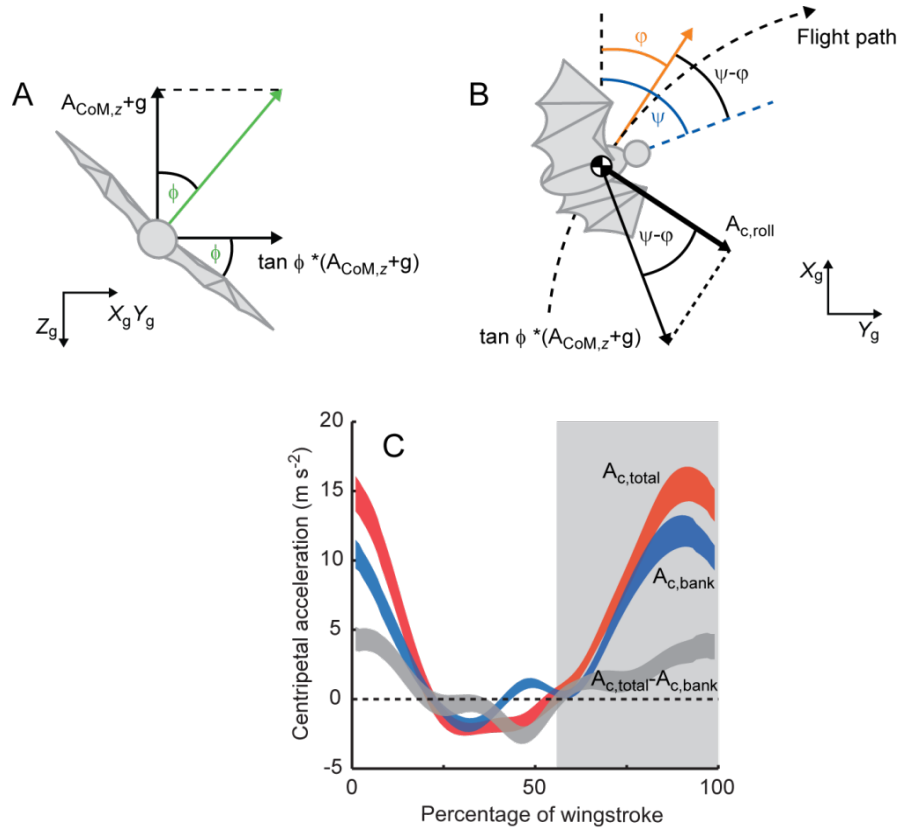 A
A_CoM,z+g
ϕ
ϕ
tan ϕ *(A_CoM,z+g)
Z_g
X_g Y_g
B
φ
ψ
ψ-φ
Flight path
ψ-φ
A_c,roll
tan ϕ *(A_CoM,z+g)
X_g
Y_g
C
Centripetal acceleration (m s⁻²)
20
15
10
5
0
-5
A_c,total
A_c,bank
A_c,total-A_c,bank
0
50
100
Percentage of wingstroke